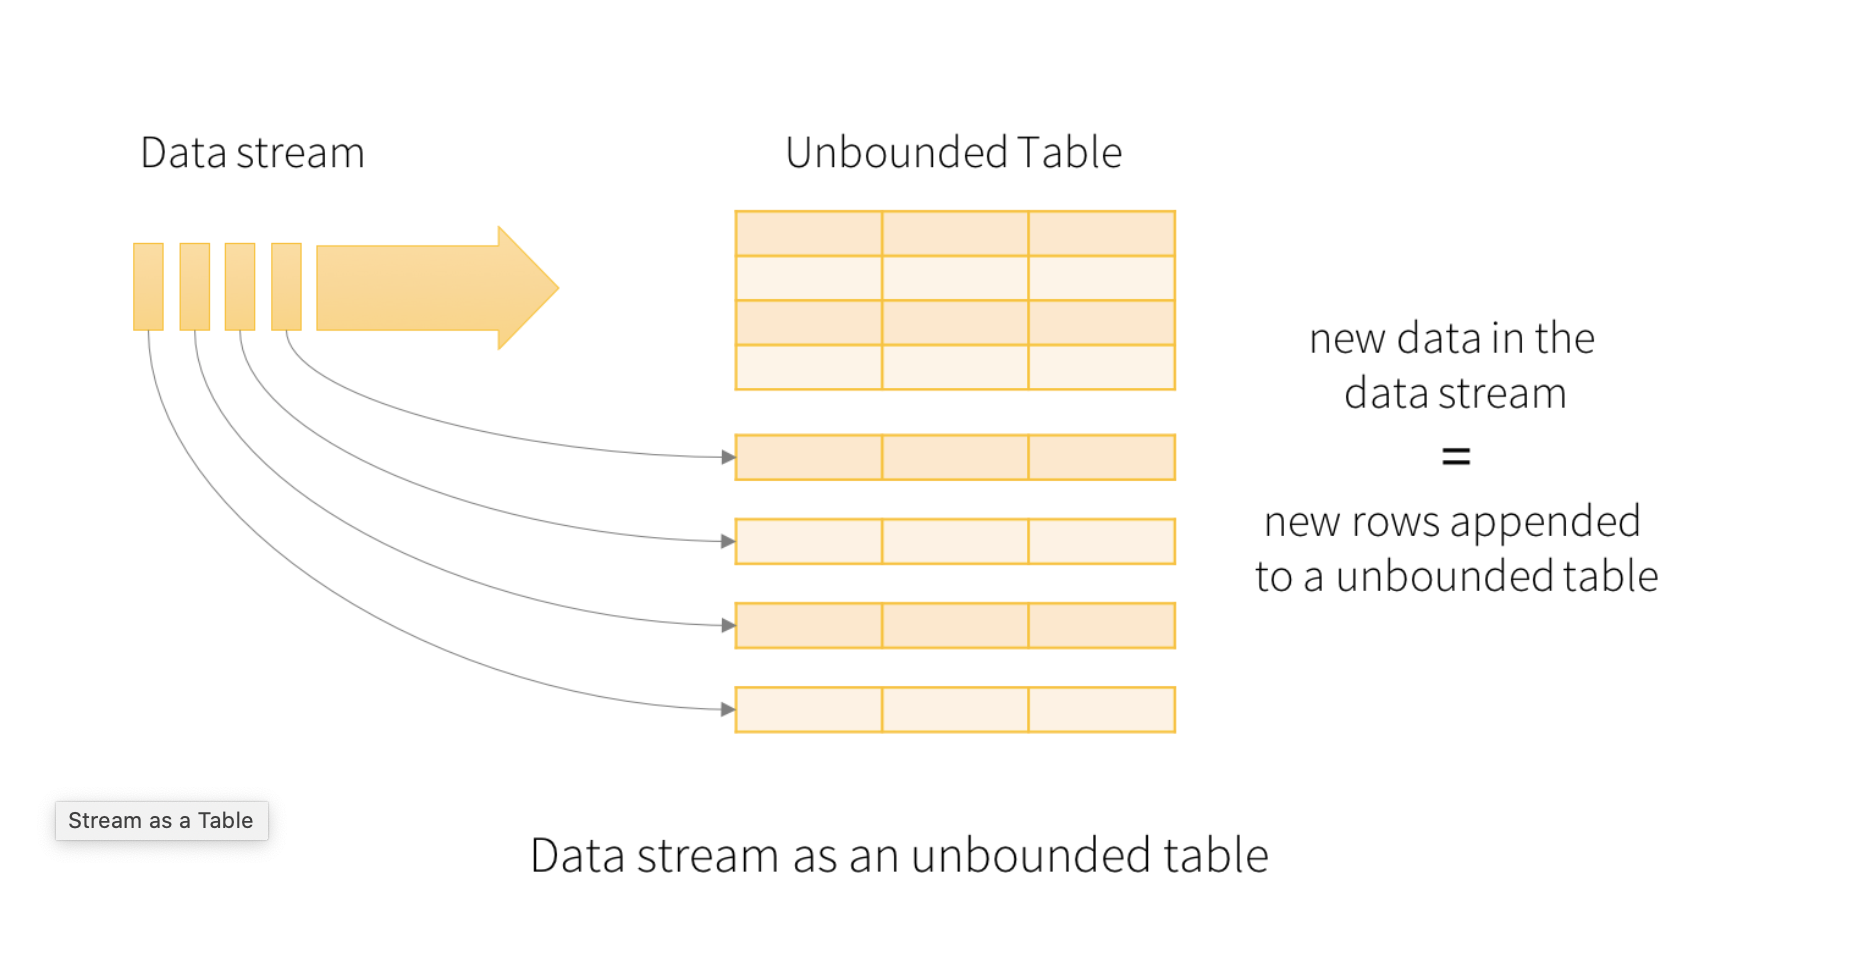 Data stream
Unbounded Table
new data in the
data stream
=
new rows appended
to a unbounded table
Stream as a Table
Data stream as an unbounded table